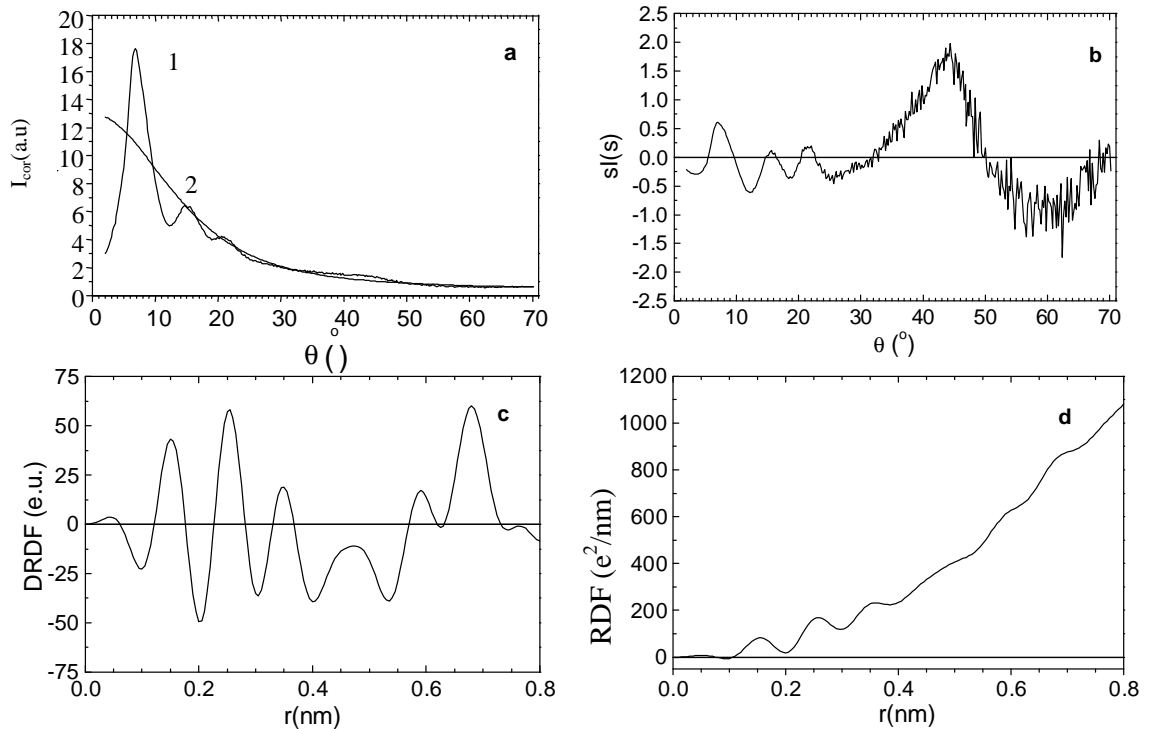 a
1
2
I_cor(a.u)
20
18
16
14
12
10
8
6
4
2
0
0 10 20 30 40 50 60 70
θ (°)
b
sI(s)
2.5
2.0
1.5
1.0
0.5
0.0
-0.5
-1.0
-1.5
-2.0
-2.5
0 10 20 30 40 50 60 70
θ (°)
c
DRDF (e.u.)
75
50
25
0
-25
-50
-75
0.0 0.2 0.4 0.6 0.8
r(nm)
d
RDF (e²/nm)
1200
1000
800
600
400
200
0
0.0 0.2 0.4 0.6 0.8
r(nm)